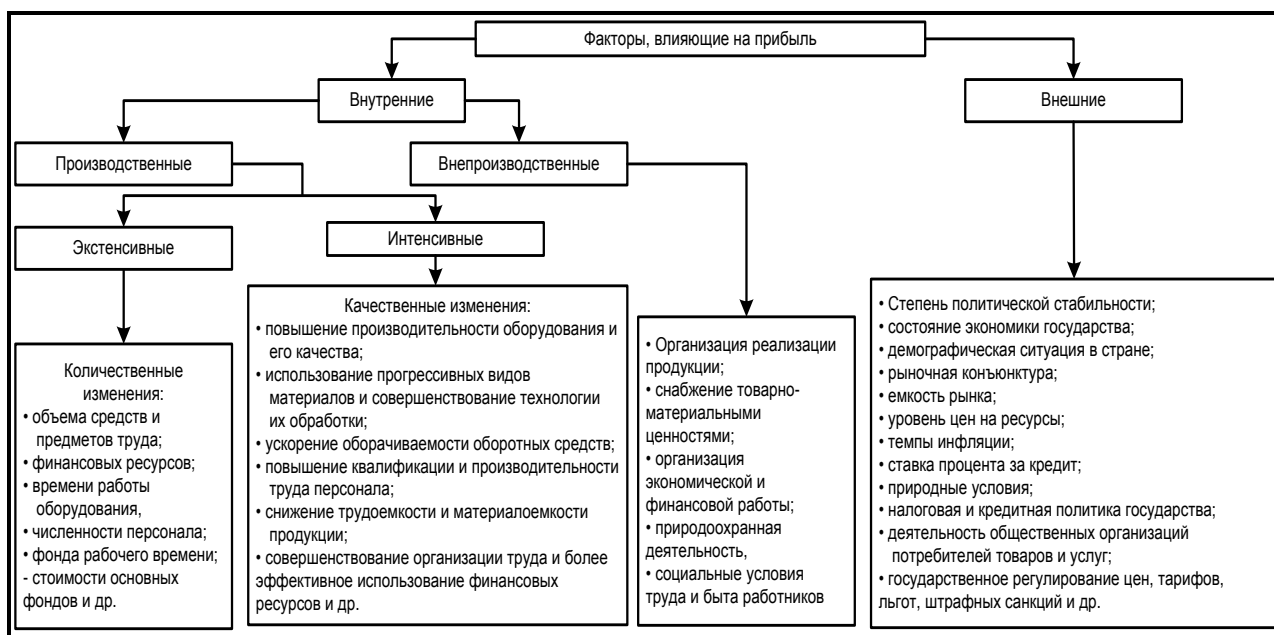 Факторы, влияющие на прибыль
Внутренние
Внешние
Производственные
Внепроизводственные
Экстенсивные
Интенсивные
Количественные
изменения:
• объема средств и
предметов труда;
• финансовых ресурсов;
• времени работы
оборудования,
• численности персонала;
• фонда рабочего времени;
- стоимости основных
фондов и др.
Качественные изменения:
• повышение производительности оборудования и
его качества;
• использование прогрессивных видов
материалов и совершенствование технологии
их обработки;
• ускорение оборачиваемости оборотных средств;
• повышение квалификации и производительности
труда персонала;
• снижение трудоемкости и материалоемкости
продукции;
• совершенствование организации труда и более
эффективное использование финансовых
ресурсов и др.
• Организация реализации
продукции;
• снабжение товарно-
материальными
ценностями;
• организация
экономической и
финансовой работы;
• природоохранная
деятельность,
• социальные условия
труда и быта работников
• Степень политической стабильности;
• состояние экономики государства;
• демографическая ситуация в стране;
• рыночная конъюнктура;
• емкость рынка;
• уровень цен на ресурсы;
• темпы инфляции;
• ставка процента за кредит;
• природные условия;
• налоговая и кредитная политика государства;
• деятельность общественных организаций
потребителей товаров и услуг;
• государственное регулирование цен, тарифов,
льгот, штрафных санкций и др.